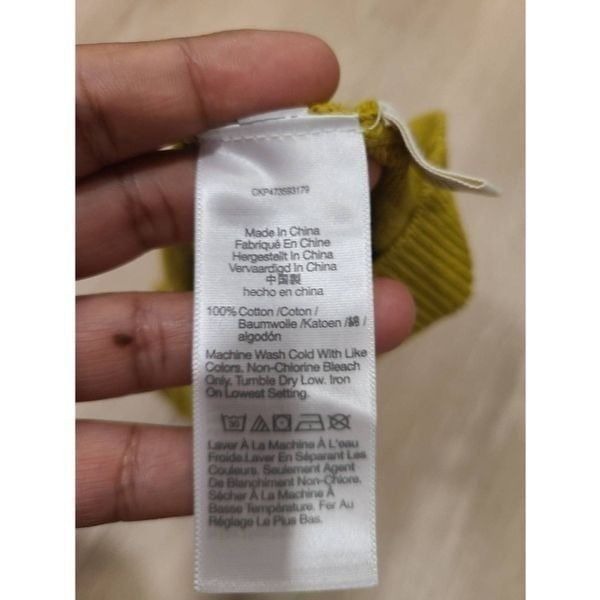 CKP473593179
Made In China
Fabriqué En Chine
Hergestellt In China
Vervaardigd In China
中国製
hecho en china
100% Cotton /Coton /
Baumwolle /Katoen /綿 /
algodón
Machine Wash Cold With Like
Colors. Non-Chlorine Bleach
Only. Tumble Dry Low. Iron
On Lowest Setting.
30
Laver À La Machine À L'eau
Froide.Laver En Séparant Les
Couleurs. Seulement Agent
De Blanchiment Non-Chlore.
Sécher À La Machine À
Basse Température. Fer Au
Réglage Le Plus Bas.